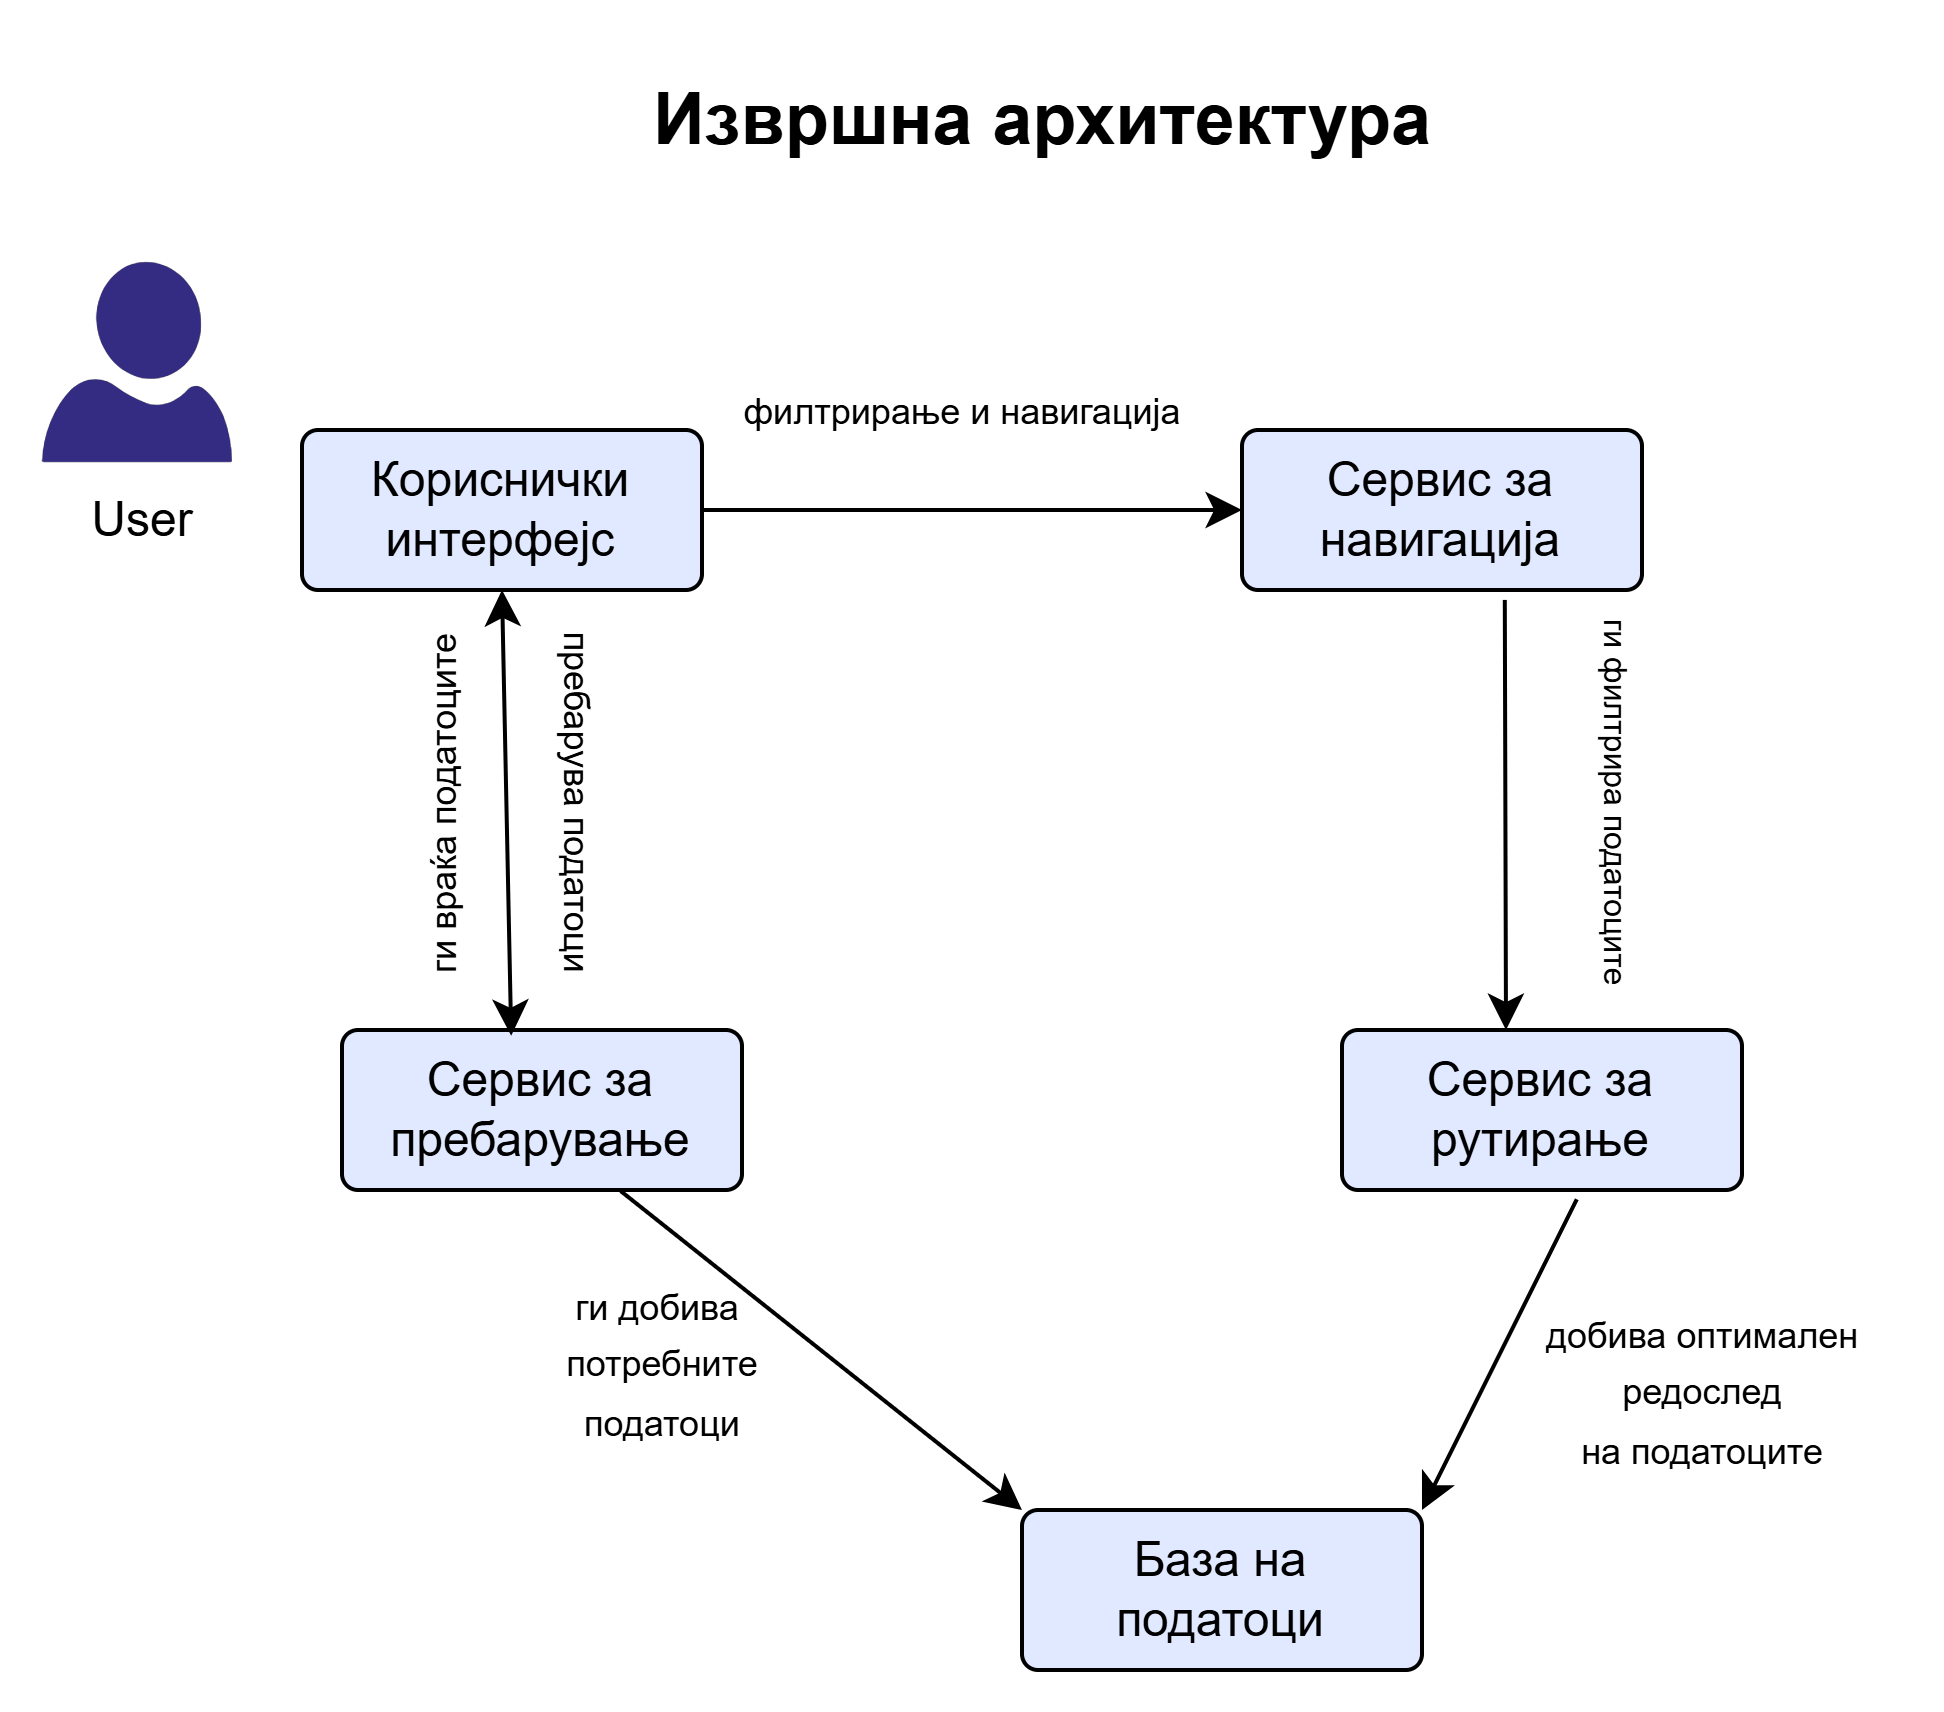 Извршна архитектура
User
Кориснички
интерфејс
филтрирање и навигација
Сервис за
навигација
ги враќа податоците
пребарува податоци
ги филтрира податоците
Сервис за
пребарување
Сервис за
рутирање
ги добива
потребните
податоци
добива оптимален
редослед
на податоците
База на
податоци